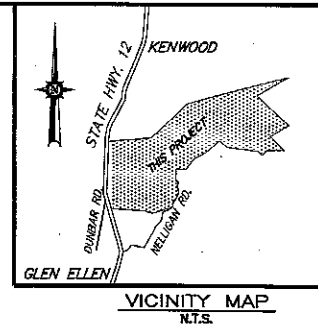 N
STATE HWY. 12
KENWOOD
THIS PROJECT
DUNBAR RD.
NELLIGAN RD.
GLEN ELLEN
VICINITY MAP
N.T.S.